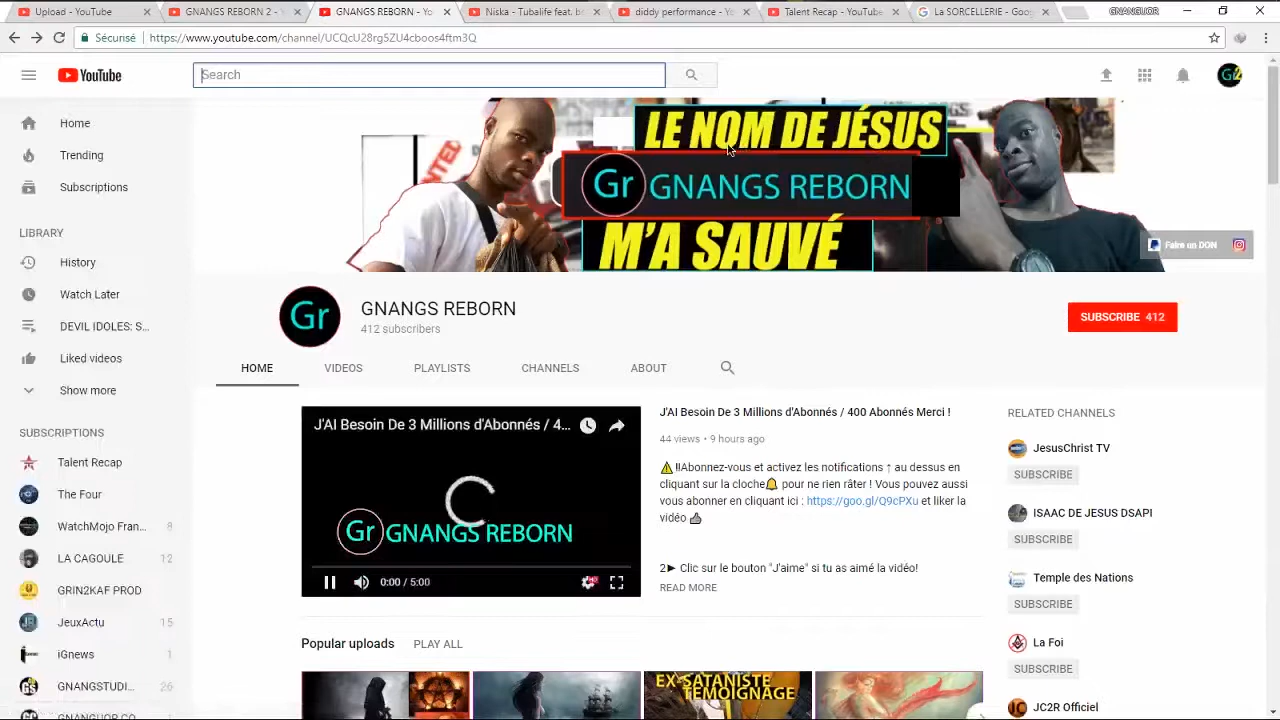 Upload - YouTube
GNANGS REBORN 2 -
GNANGS REBORN - Yo
Niska - Tubalife feat. b
diddy performance - Yo
Talent Recap - YouTube
La SORCELLERIE - Goo
GNANGUOR
Sécurisé
https://www.youtube.com/channel/UCQcU28rgSZU4cboos4ftm3Q
YouTube
Search
Gr2
Home
Trending
Subscriptions
LIBRARY
History
Watch Later
DEVIL IDOLES: S...
Liked videos
Show more
SUBSCRIPTIONS
Talent Recap
The Four
WatchMojo Fran... 8
LA CAGOULE 12
GRIN2KAF PROD
JeuxActu 15
iGnews 1
GNANGSTUDI... 26
GNANGUOR CO
LE NOM DE JÉSUS
Gr GNANGS REBORN
M'A SAUVÉ
Faire un DON
Gr
GNANGS REBORN
412 subscribers
SUBSCRIBE 412
HOME
VIDEOS
PLAYLISTS
CHANNELS
ABOUT
J'AI Besoin De 3 Millions d'Abonnés / 4...
Gr GNANGS REBORN
0:00 / 5:00
J'AI Besoin De 3 Millions d'Abonnés / 400 Abonnés Merci !
44 views • 9 hours ago
⚠️!!Abonnez-vous et activez les notifications ↑ au dessus en
cliquant sur la cloche🔔 pour ne rien râter ! Vous pouvez aussi
vous abonner en cliquant ici : https://goo.gl/Q9cPXu et liker la
vidéo 👍
2► Clic sur le bouton "J'aime" si tu as aimé la vidéo!
READ MORE
Popular uploads
PLAY ALL
EX-SATANISTE
TÉMOIGNAGE
RELATED CHANNELS
JesusChrist TV
SUBSCRIBE
ISAAC DE JESUS DSAPI
SUBSCRIBE
Temple des Nations
SUBSCRIBE
La Foi
SUBSCRIBE
JC2R Officiel